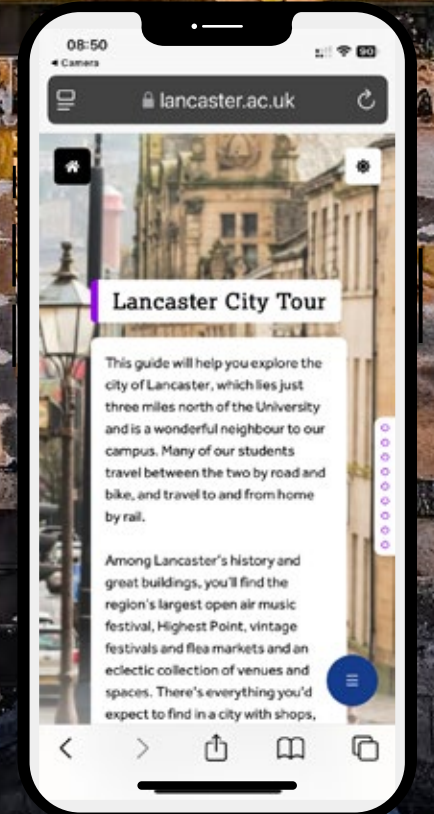 08:50
90
◀ Camera
lancaster.ac.uk
Lancaster City Tour
This guide will help you explore the
city of Lancaster, which lies just
three miles north of the University
and is a wonderful neighbour to our
campus. Many of our students
travel between the two by road and
bike, and travel to and from home
by rail.
Among Lancaster's history and
great buildings, you'll find the
region's largest open air music
festival, Highest Point, vintage
festivals and flea markets and an
eclectic collection of venues and
spaces. There's everything you'd
expect to find in a city with shops,